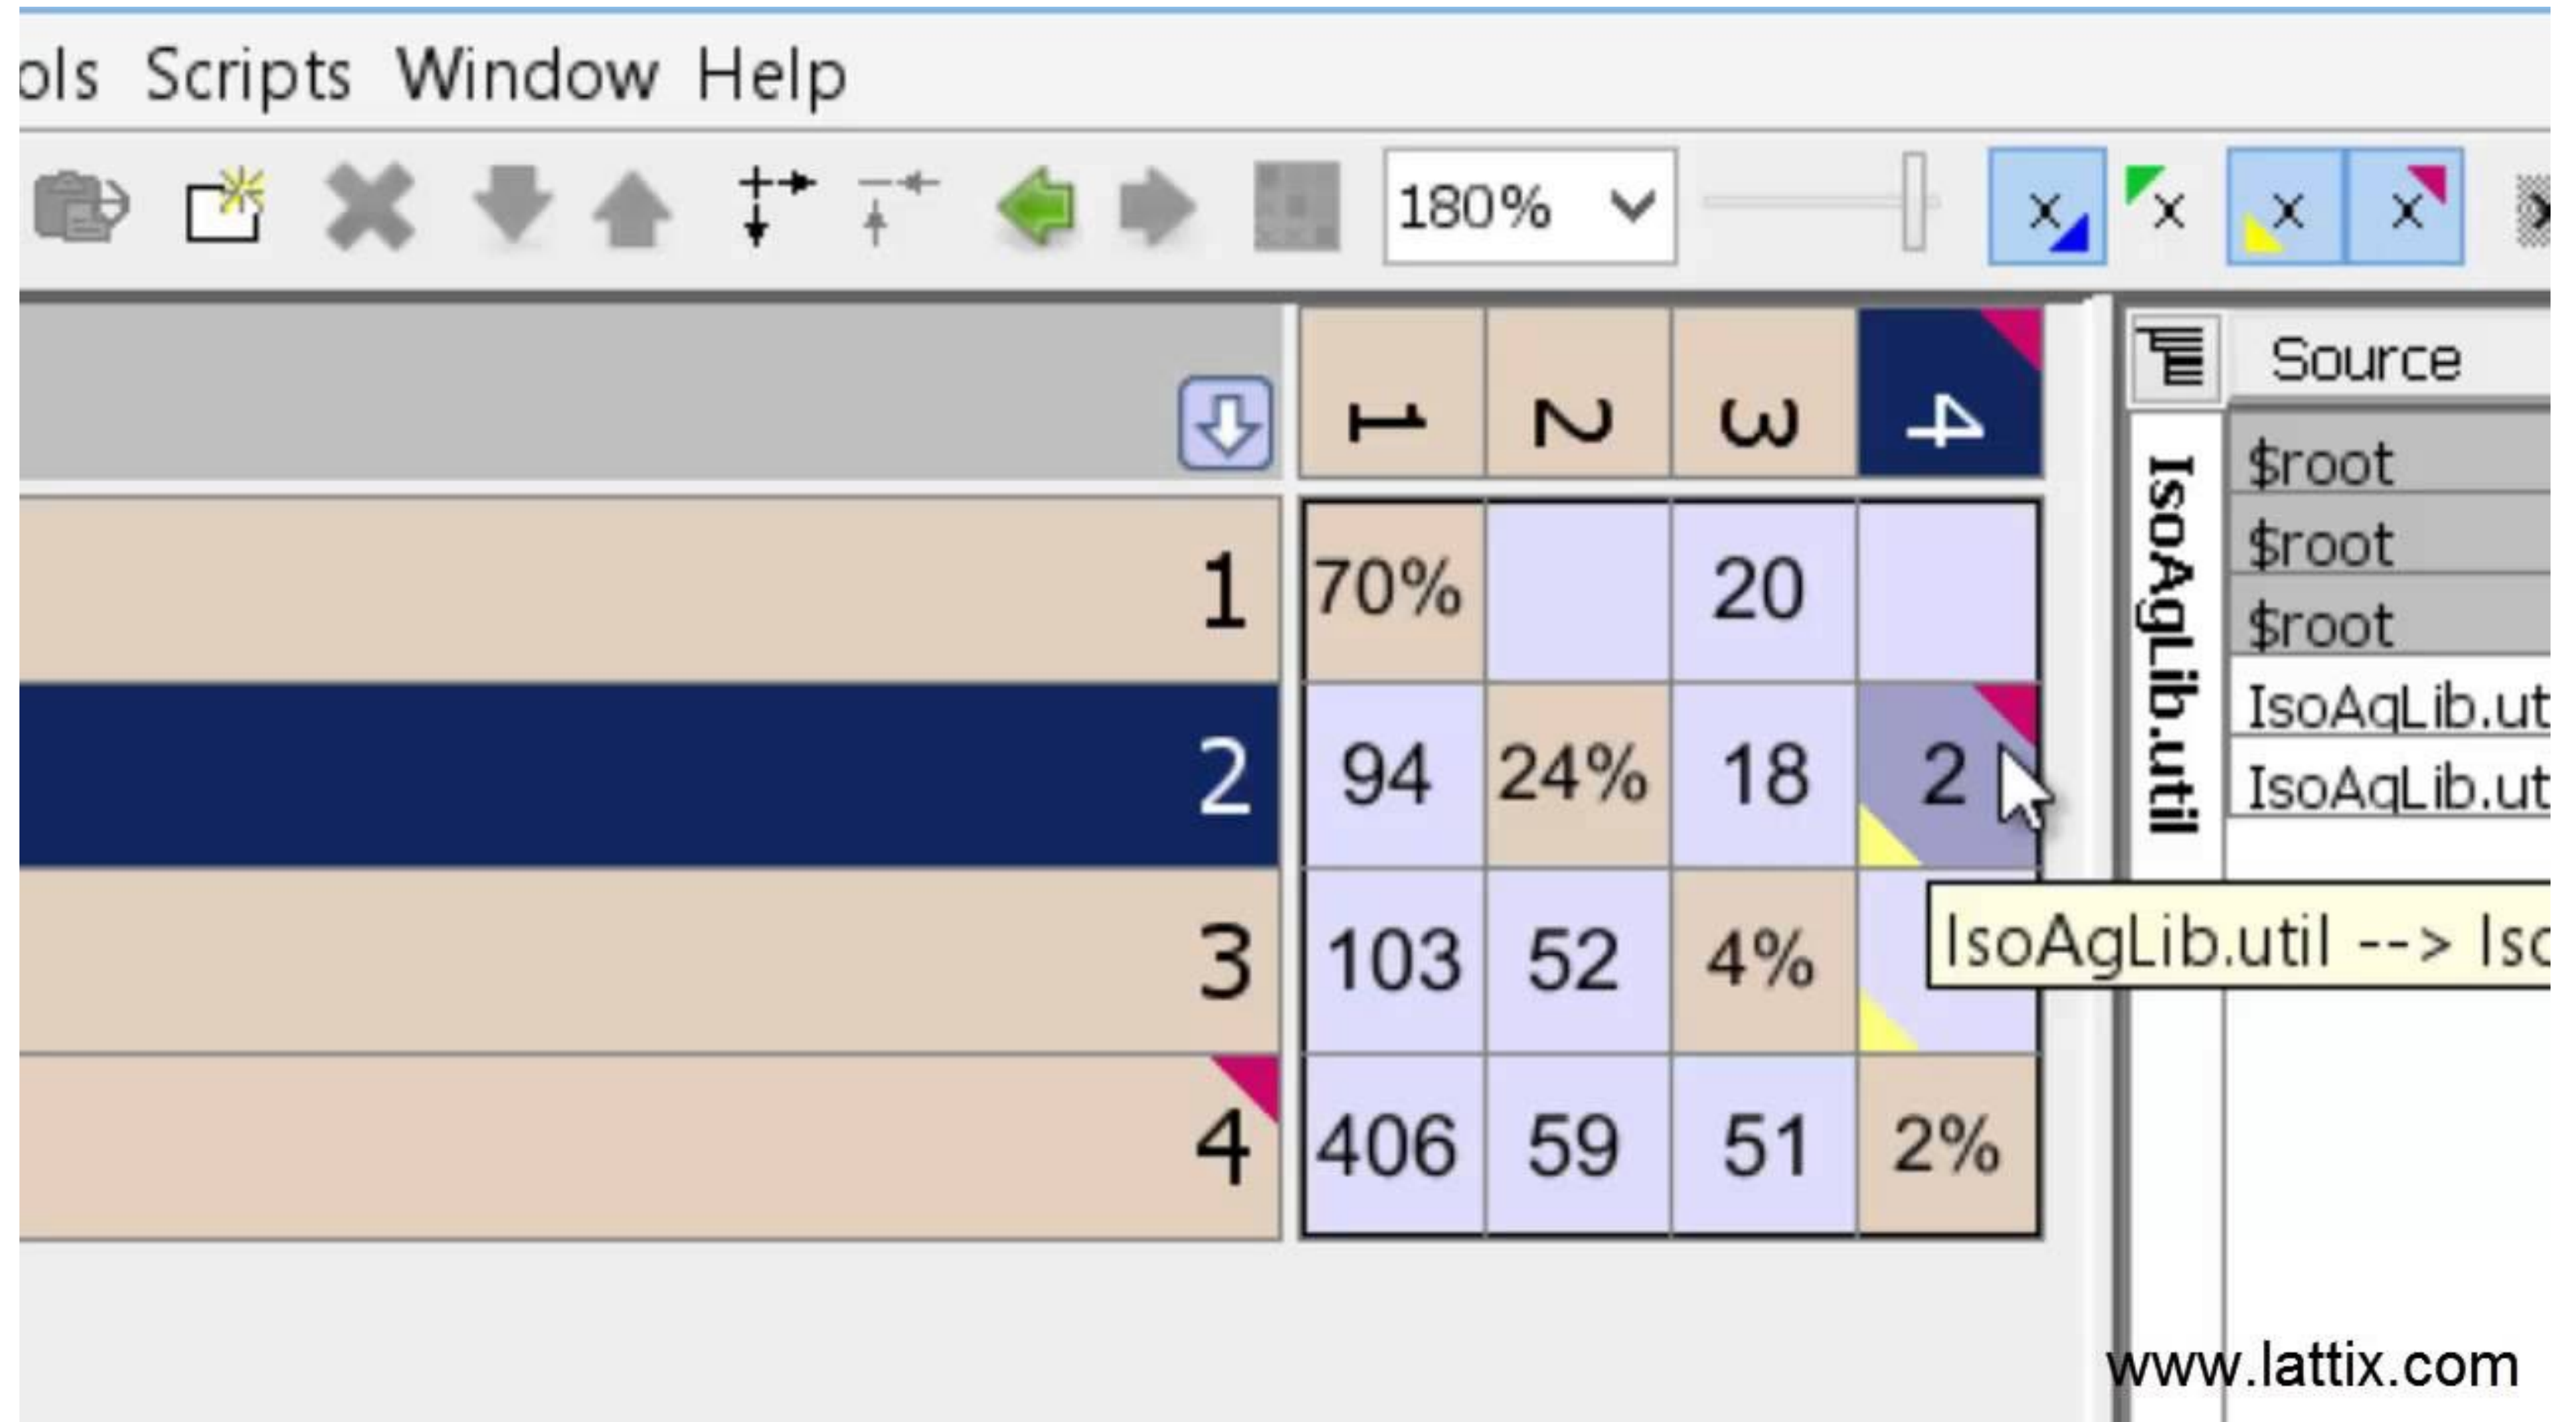 ols Scripts Window Help
180%
1 2 3 4 Source
$root
$root
$root
IsoAgLib.util
IsoAgLib.ut
IsoAgLib.ut
1 70% 20
2 94 24% 18 2
3 103 52 4%
4 406 59 51 2%
IsoAgLib.util --> Iso
www.lattix.com